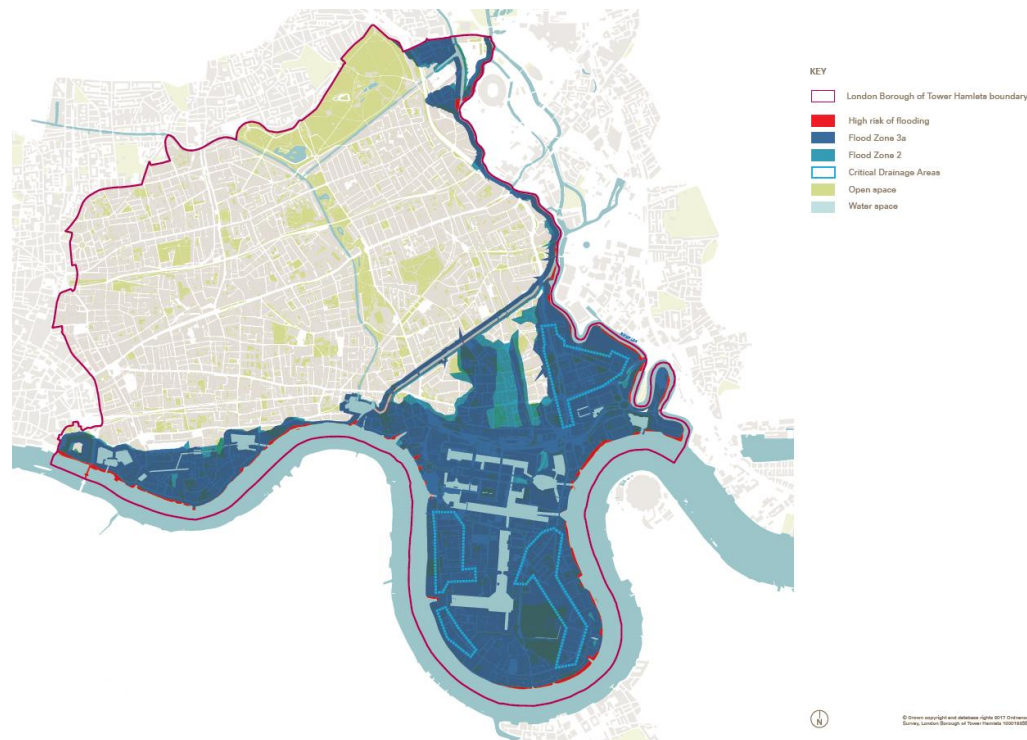 KEY
London Borough of Tower Hamlets boundary
High risk of flooding
Flood Zone 3a
Flood Zone 2
Critical Drainage Areas
Open space
Water space
N
© Crown copyright and database rights 2017 Ordnance
Survey, London Borough of Tower Hamlets